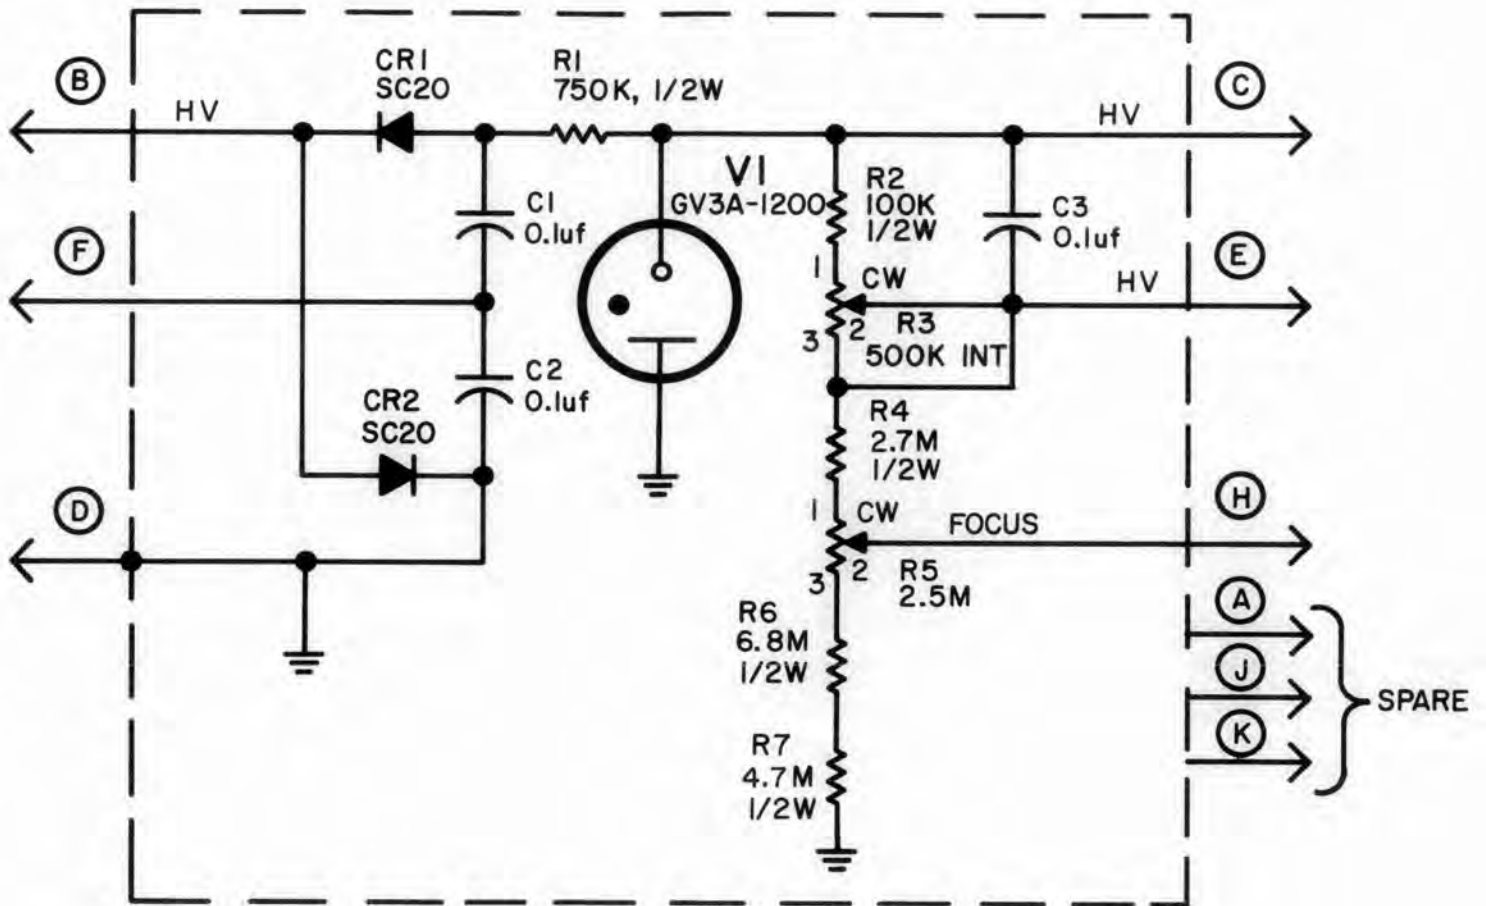 B
HV
CR1
SC20
R1
750K, 1/2W
HV
C
C1
0.1uf
V1
GV3A-1200
R2
100K
1/2W
C3
0.1uf
F
1
CW
HV
E
3
2
R3
500K INT
CR2
SC20
C2
0.1uf
R4
2.7M
1/2W
D
1
CW
FOCUS
H
3
2
R5
2.5M
A
R6
6.8M
1/2W
J
SPARE
K
R7
4.7M
1/2W